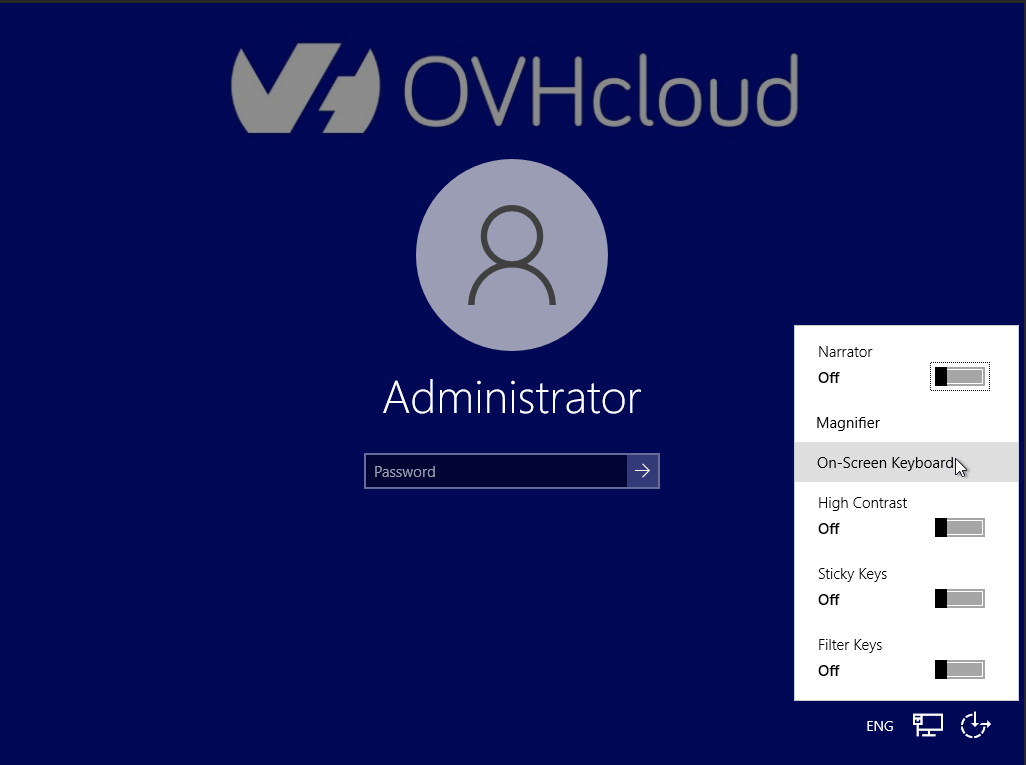 OVHcloud
Administrator
Password
Narrator
Off
Magnifier
On-Screen Keyboard
High Contrast
Off
Sticky Keys
Off
Filter Keys
Off
ENG